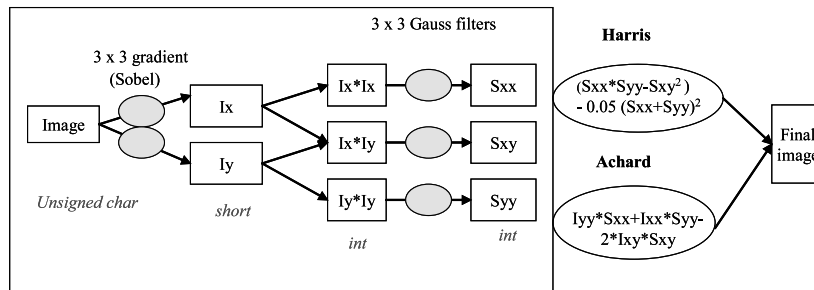 3 x 3 Gauss filters
Harris
3 x 3 gradient
(Sobel)
Image
Ix
Iy
Ix*Ix
Ix*Iy
Iy*Iy
Sxx
Sxy
Syy
Unsigned char
short
int
int
(Sxx*Syy-Sxy²)
- 0.05 (Sxx+Syy)²
Achard
Iyy*Sxx+Ixx*Syy-
2*Ixy*Sxy
Final
image